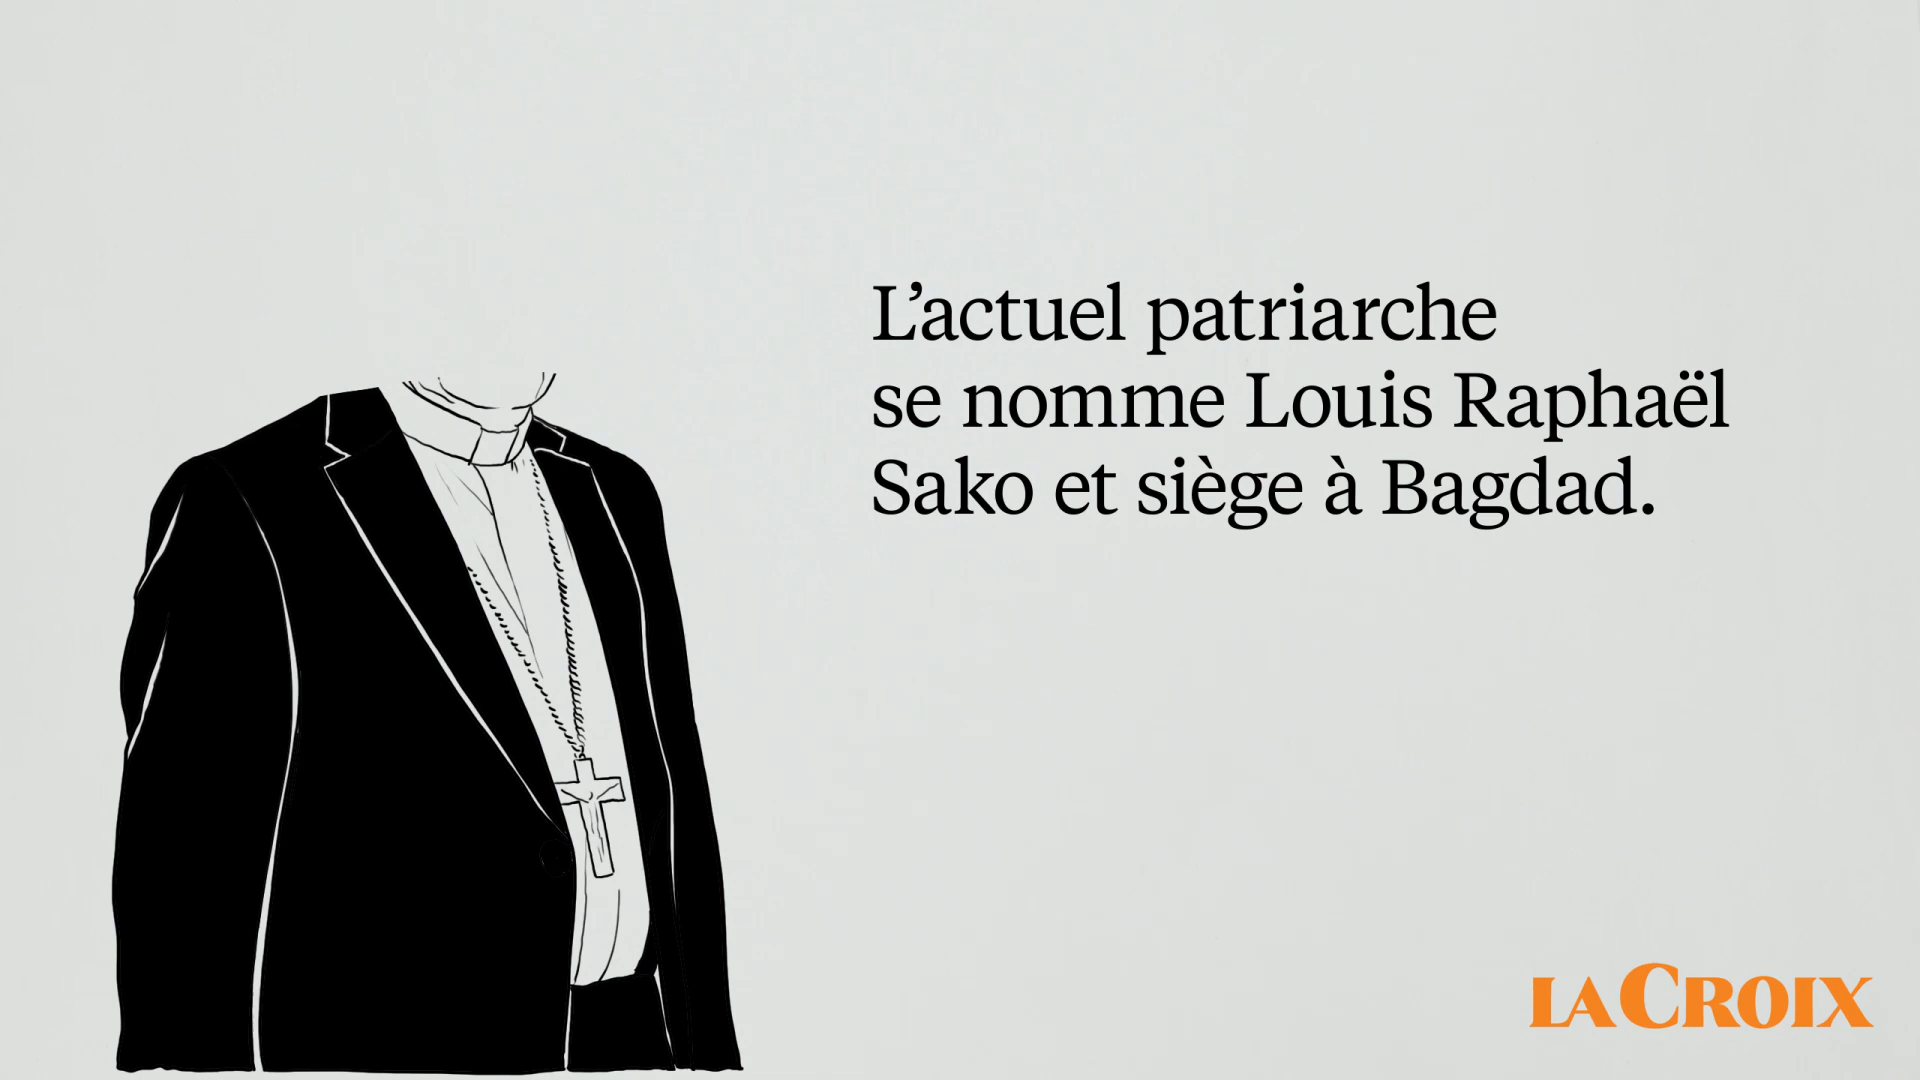 L’actuel patriarche
se nomme Louis Raphaël
Sako et siège à Bagdad.
LA CROIX